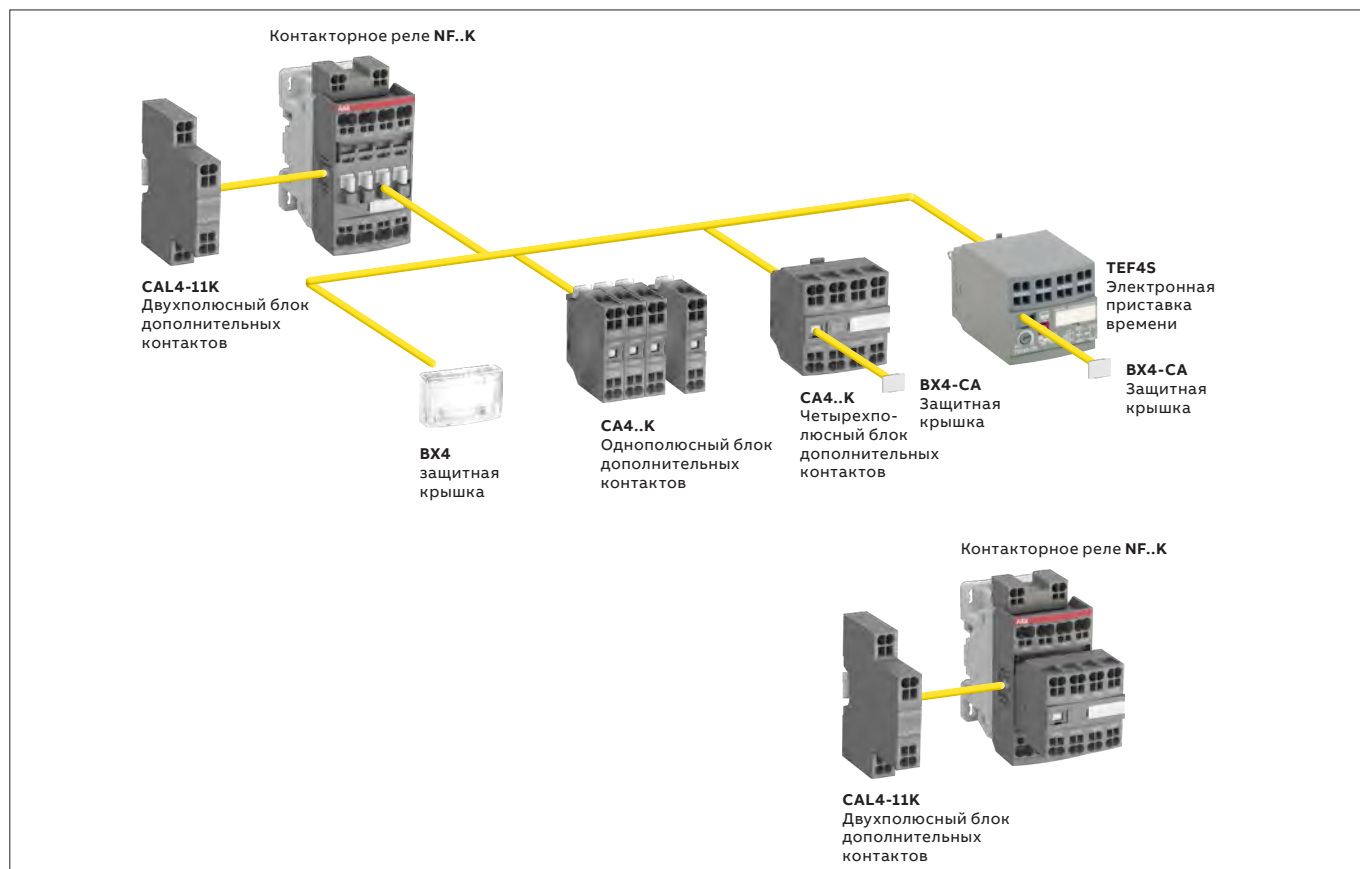 Контакторное реле NF..K
ABB
CAL4-11K
Двухполюсный блок
дополнительных
контактов
BX4
защитная
крышка
CA4..K
Однополюсный блок
дополнительных
контактов
CA4..K
Четырехпо-
люсный блок
дополнительных
контактов
BX4-CA
Защитная
крышка
TEF4S
Электронная
приставка
времени
BX4-CA
Защитная
крышка
Контакторное реле NF..K
ABB
CAL4-11K
Двухполюсный блок
дополнительных
контактов